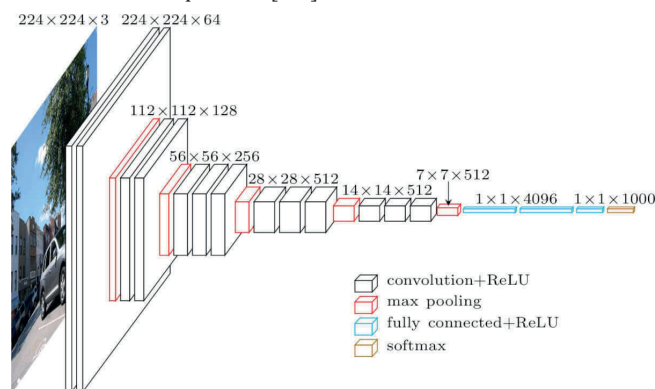 224×224×3
224×224×64
112×112×128
56×56×256
28×28×512
14×14×512
7×7×512
1×1×4096
1×1×1000
convolution+ReLU
max pooling
fully connected+ReLU
softmax